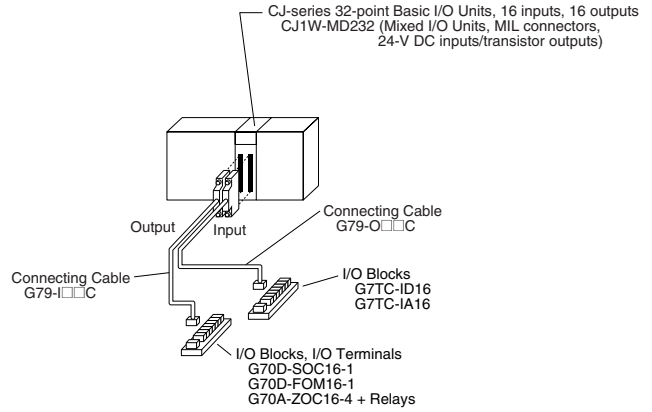 CJ-series 32-point Basic I/O Units, 16 inputs, 16 outputs
CJ1W-MD232 (Mixed I/O Units, MIL connectors,
24-V DC inputs/transistor outputs)
Output
Input
Connecting Cable
G79-O□□C
Connecting Cable
G79-I□□C
I/O Blocks
G7TC-ID16
G7TC-IA16
I/O Blocks, I/O Terminals
G70D-SOC16-1
G70D-FOM16-1
G70A-ZOC16-4 + Relays